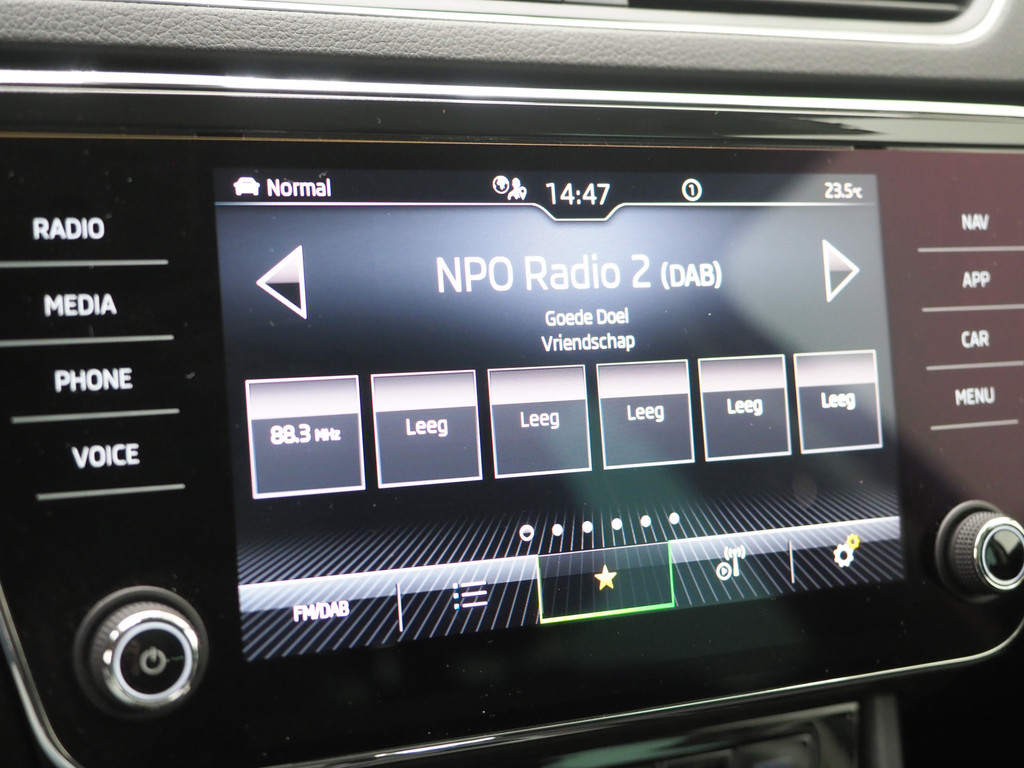 Normal
14:47
1
23.5°C
RADIO
MEDIA
PHONE
VOICE
NPO Radio 2 (DAB)
Goede Doel
Vriendschap
88.3 MHz
Leeg
Leeg
Leeg
Leeg
Leeg
FM/DAB
NAV
APP
CAR
MENU